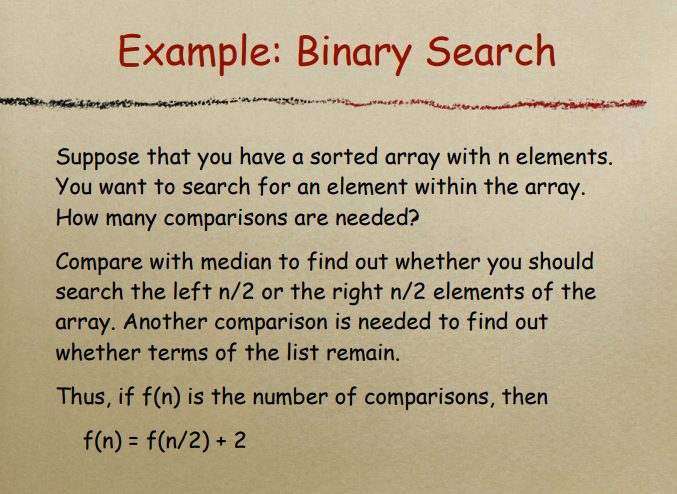 Example: Binary Search
Suppose that you have a sorted array with n elements.
You want to search for an element within the array.
How many comparisons are needed?
Compare with median to find out whether you should
search the left n/2 or the right n/2 elements of the
array. Another comparison is needed to find out
whether terms of the list remain.
Thus, if f(n) is the number of comparisons, then
f(n) = f(n/2) + 2